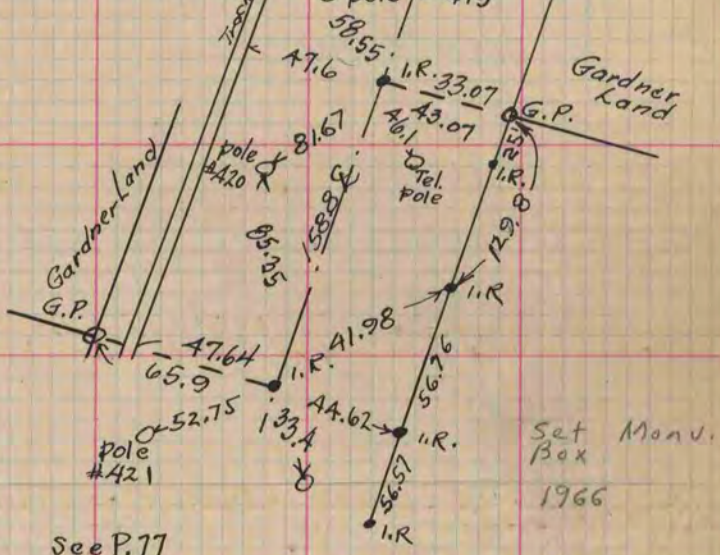 58.55
47.6
I.R. 33.07
43.07
G.P.
Gardner
Land
81.67
46.1
pole
#420
Tel.
pole
25'
I.R.
158.8
129.8
Gardner Land
85.35
G.P.
I.R
41.98
47.64
65.9
I.R.
56.76
52.75
133.4
44.62
I.R.
pole
#421
Set Monu.
Box
1966
56.57
I.R
see P.77